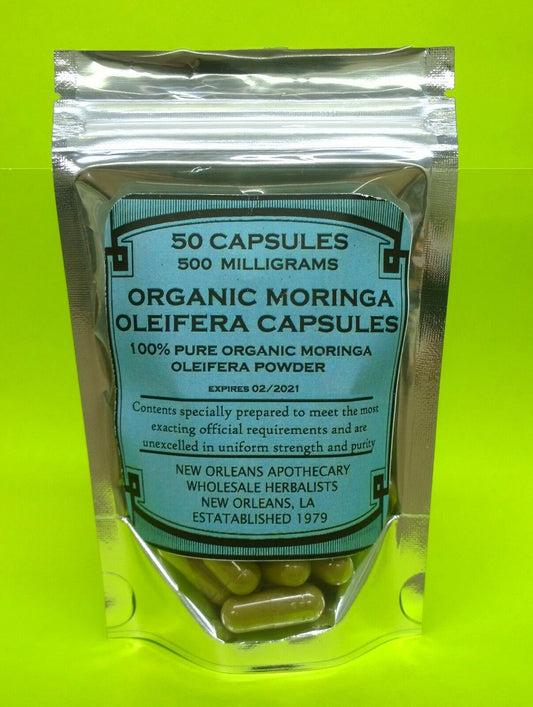 50 CAPSULES
500 MILLIGRAMS
ORGANIC MORINGA
OLEIFERA CAPSULES
100% PURE ORGANIC MORINGA
OLEIFERA POWDER
EXPIRES 02/2021
Contents specially prepared to meet the most
exacting official requirements and are
unexcelled in uniform strength and purity
NEW ORLEANS APOTHECARY
WHOLESALE HERBALISTS
NEW ORLEANS, LA
ESTATABLISHED 1979